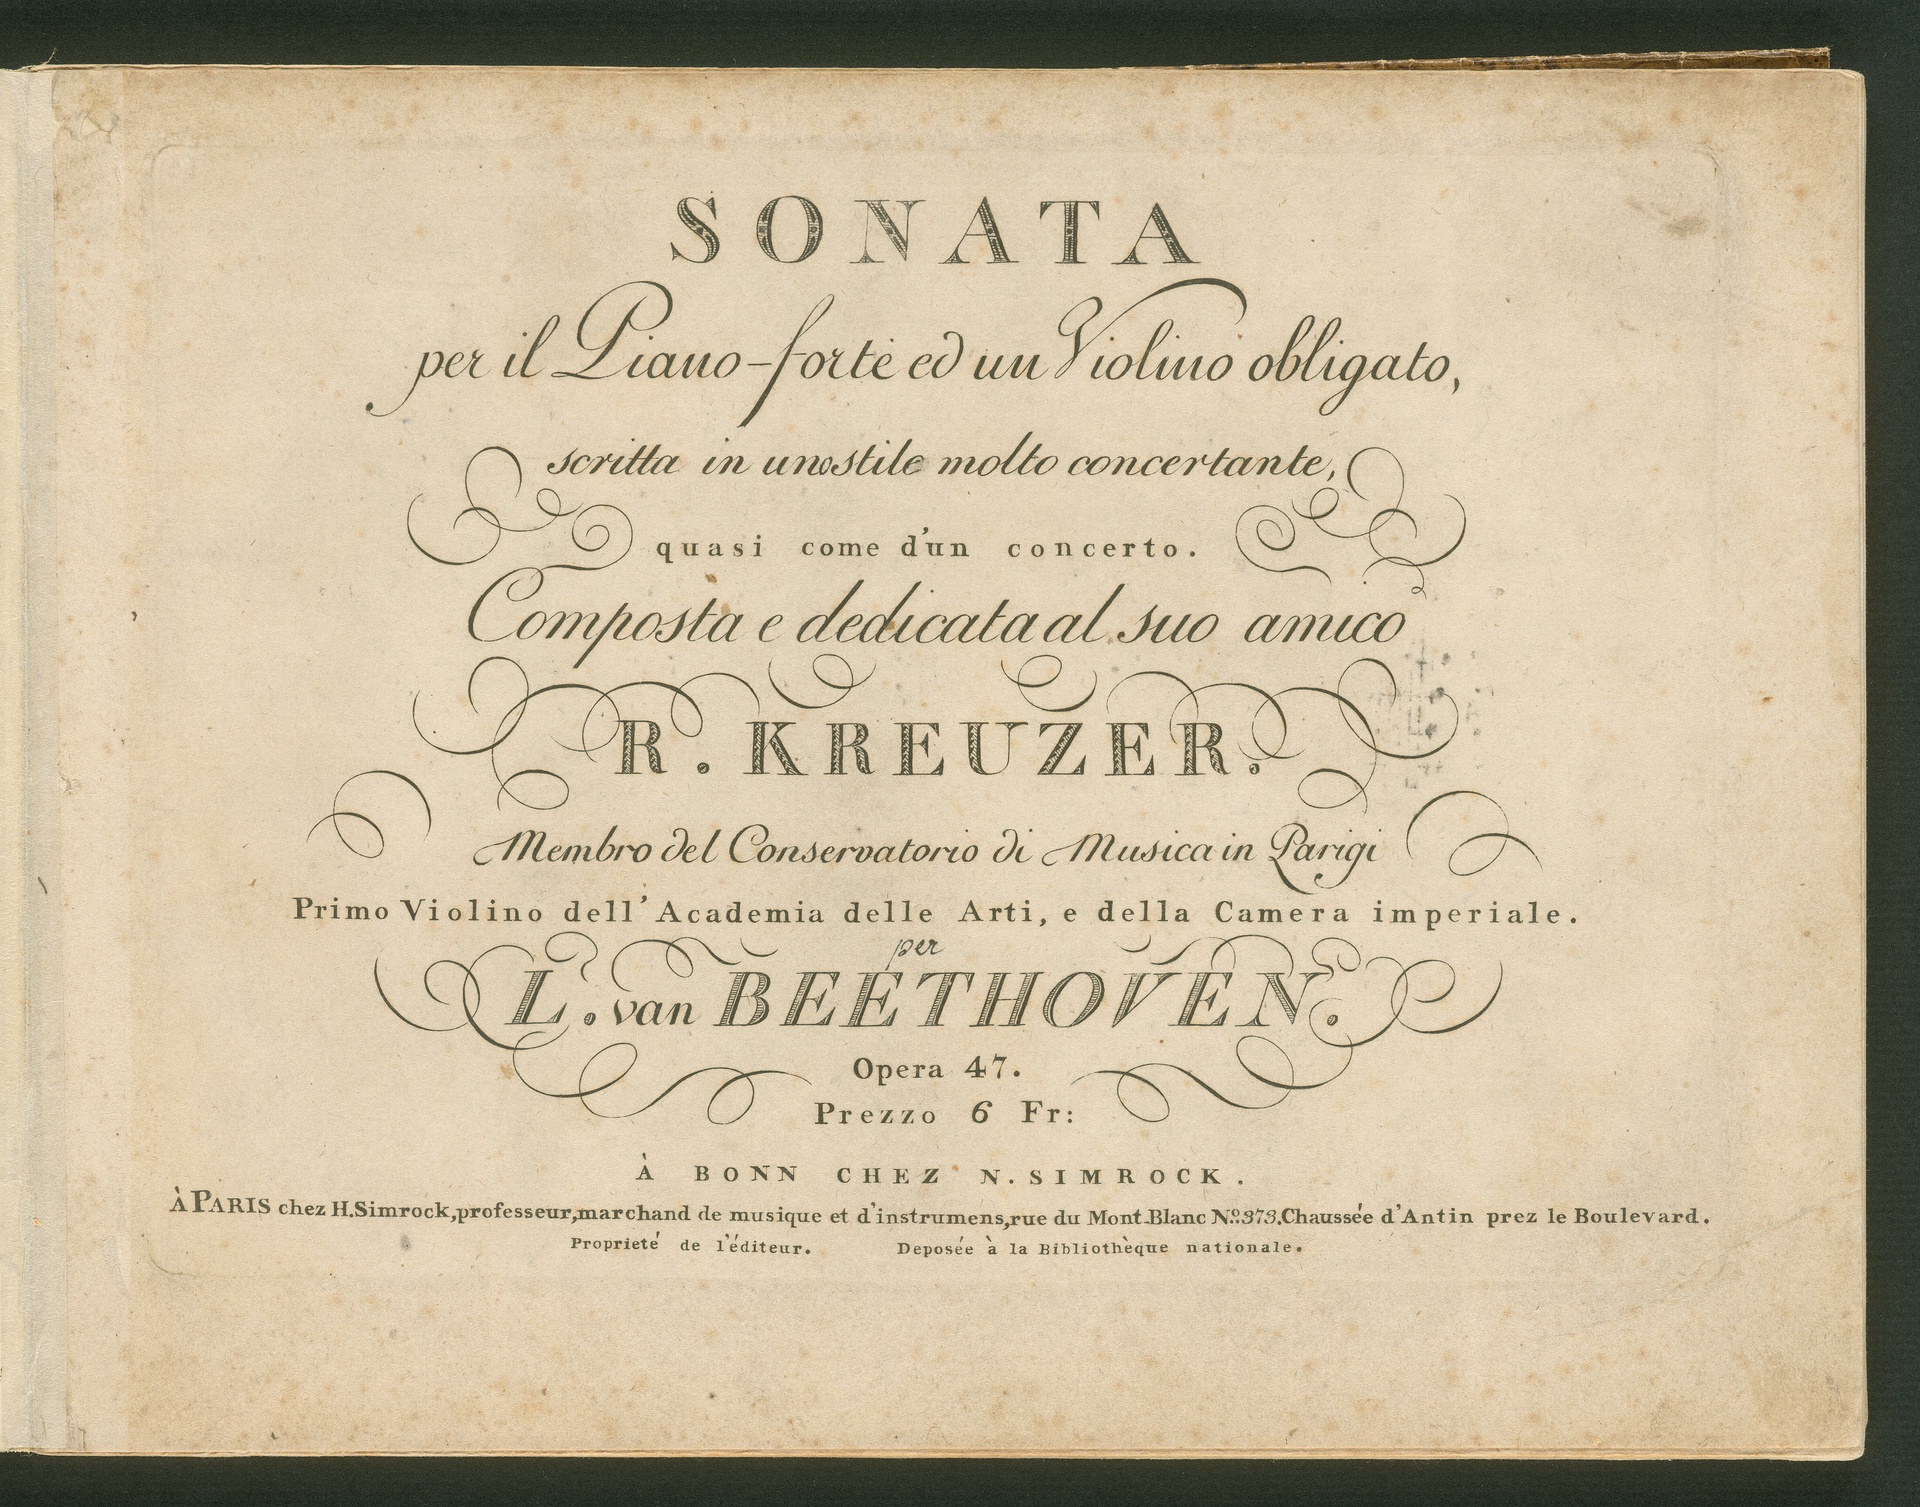 SONATA
per il Piano-forte ed un Violino obligato,
scritta in uno stile molto concertante,
quasi come d'un concerto.
Composta e dedicata al suo amico
R. KREUZER.
Membro del Conservatorio di Musica in Parigi
Primo Violino dell' Academia delle Arti, e della Camera imperiale.
per
L. van BEETHOVEN.
Opera 47.
Prezzo 6 Fr:
À BONN CHEZ N. SIMROCK.
À PARIS chez H. Simrock, professeur, marchand de musique et d'instrumens, rue du Mont-Blanc Nº. 373. Chaussée d'Antin prez le Boulevard.
Proprieté de l'éditeur. Deposée à la Bibliothèque nationale.